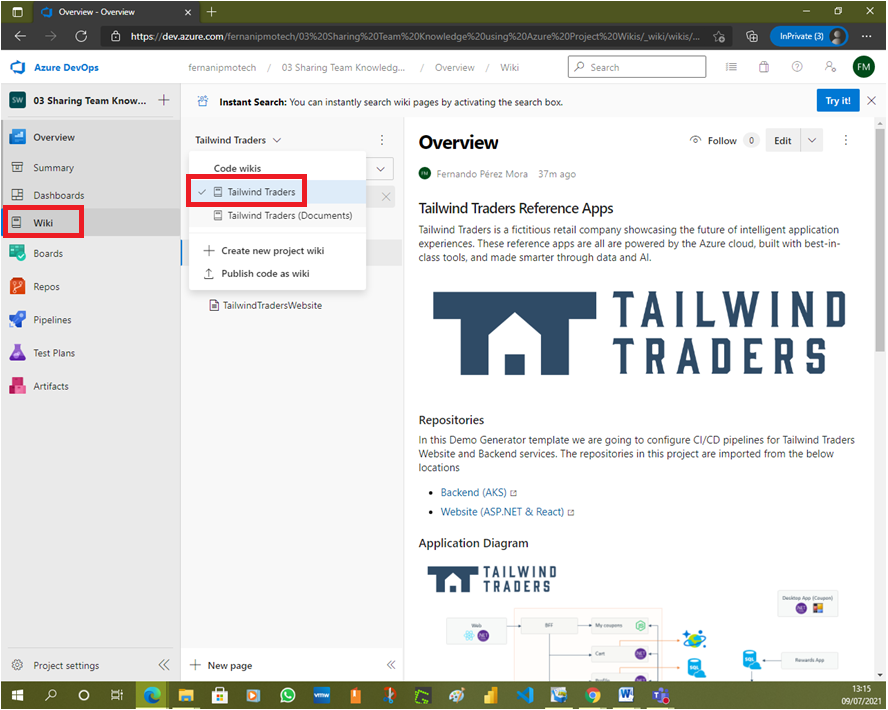 Overview - Overview
https://dev.azure.com/fernanipmotech/03%20Sharing%20Team%20Knowledge%20using%20Azure%20Project%20Wikis/_wiki/wikis/...
InPrivate (3)
Azure DevOps
fernanipmotech / 03 Sharing Team Knowledg... / Overview / Wiki
Search
FM
SW
03 Sharing Team Know...
Instant Search: You can instantly search wiki pages by activating the search box.
Try it!
Overview
Summary
Dashboards
Wiki
Boards
Repos
Pipelines
Test Plans
Artifacts
Project settings
Tailwind Traders
Code wikis
Tailwind Traders
Tailwind Traders (Documents)
Create new project wiki
Publish code as wiki
TailwindTradersWebsite
New page
Overview
Follow
0
Edit
FM
Fernando Pérez Mora 37m ago
Tailwind Traders Reference Apps
Tailwind Traders is a fictitious retail company showcasing the future of intelligent application
experiences. These reference apps are all are powered by the Azure cloud, built with best-in-
class tools, and made smarter through data and AI.
TAILWIND
TRADERS
Repositories
In this Demo Generator template we are going to configure CI/CD pipelines for Tailwind Traders
Website and Backend services. The repositories in this project are imported from the below
locations
Backend (AKS)
Website (ASP.NET & React)
Application Diagram
TAILWIND
TRADERS
Desktop App (Coupon)
Web
BFF
My coupons
Cart
Profile
SQL
SQL
Rewards App
vmw
13:15
09/07/2021